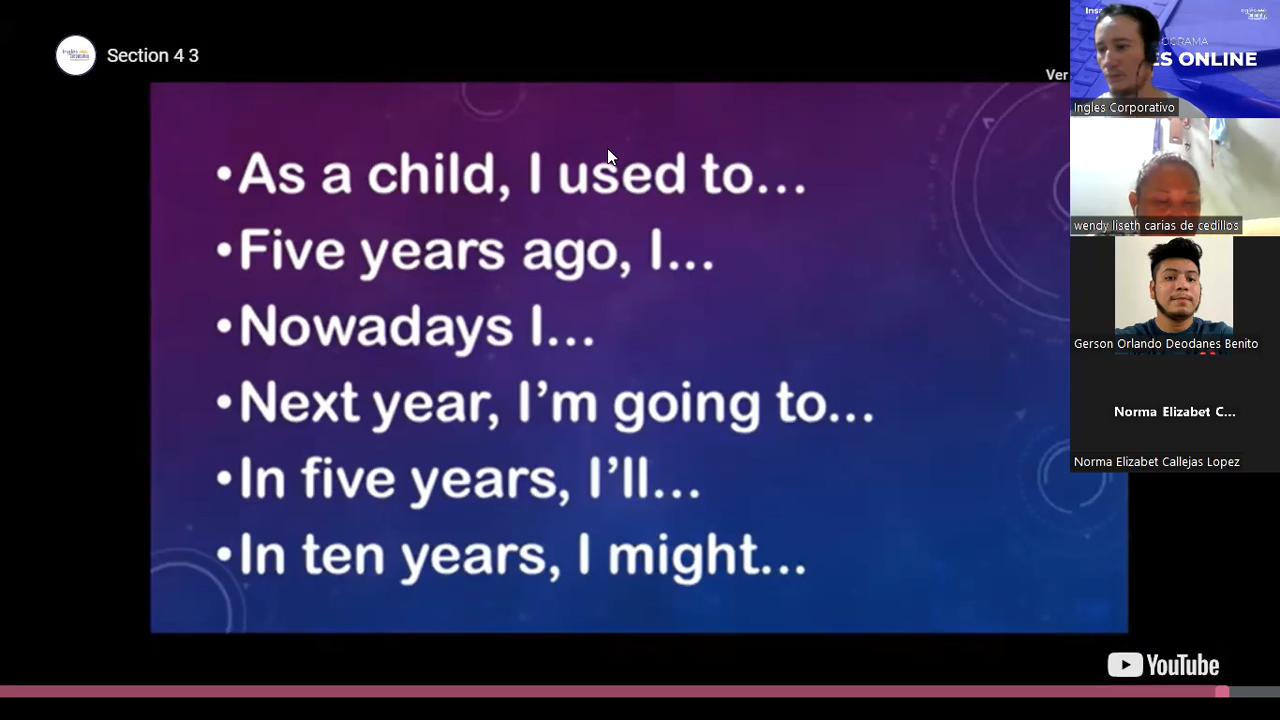 Section 4 3
Ver
•As a child, I used to...
•Five years ago, I...
•Nowadays I...
•Next year, I'm going to...
•In five years, I'll...
•In ten years, I might...
YouTube
ES ONLINE
Ingles Corporativo
wendy liseth carias de cedillos
Gerson Orlando Deodanes Benito
Norma Elizabet C...
Norma Elizabet Callejas Lopez